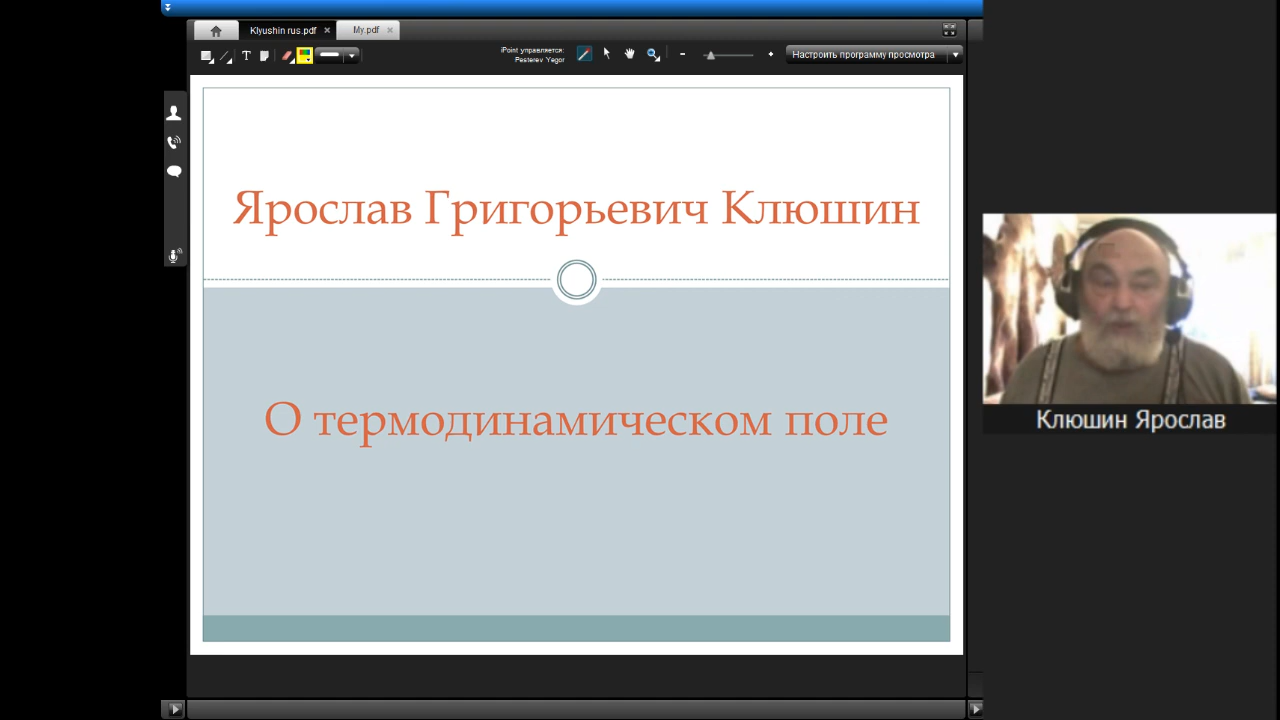 Klyushin rus.pdf
My.pdf
T
iPoint управляется:
Pesterev Yegor
Настроить программу просмотра
Ярослав Григорьевич Клюшин
О термодинамическом поле
Клюшин Ярослав